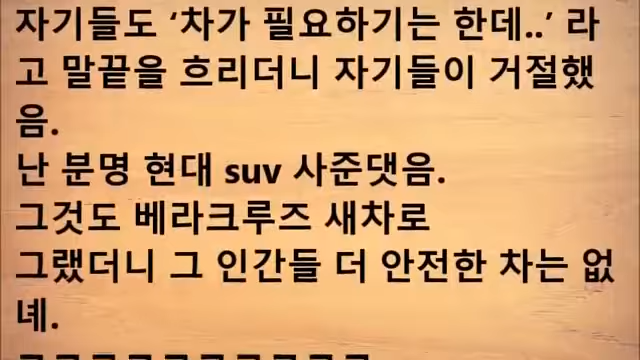 자기들도 ‘차가 필요하기는 한데..’ 라
고 말끝을 흐리더니 자기들이 거절했
음.
난 분명 현대 suv 사준댓음.
그것도 베라크루즈 새차로
그랬더니 그 인간들 더 안전한 차는 없
녜.